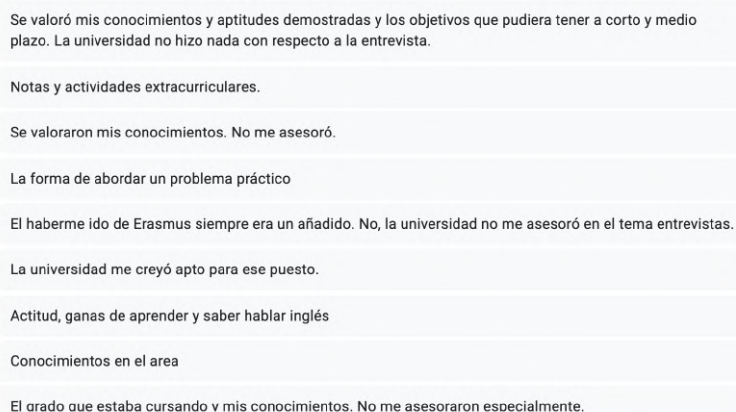 Se valoró mis conocimientos y aptitudes demostradas y los objetivos que pudiera tener a corto y medio
plazo. La universidad no hizo nada con respecto a la entrevista.
Notas y actividades extracurriculares.
Se valoraron mis conocimientos. No me asesoró.
La forma de abordar un problema práctico
El haberme ido de Erasmus siempre era un añadido. No, la universidad no me asesoró en el tema entrevistas.
La universidad me creyó apto para ese puesto.
Actitud, ganas de aprender y saber hablar inglés
Conocimientos en el area
El grado que estaba cursando y mis conocimientos. No me asesoraron especialmente.